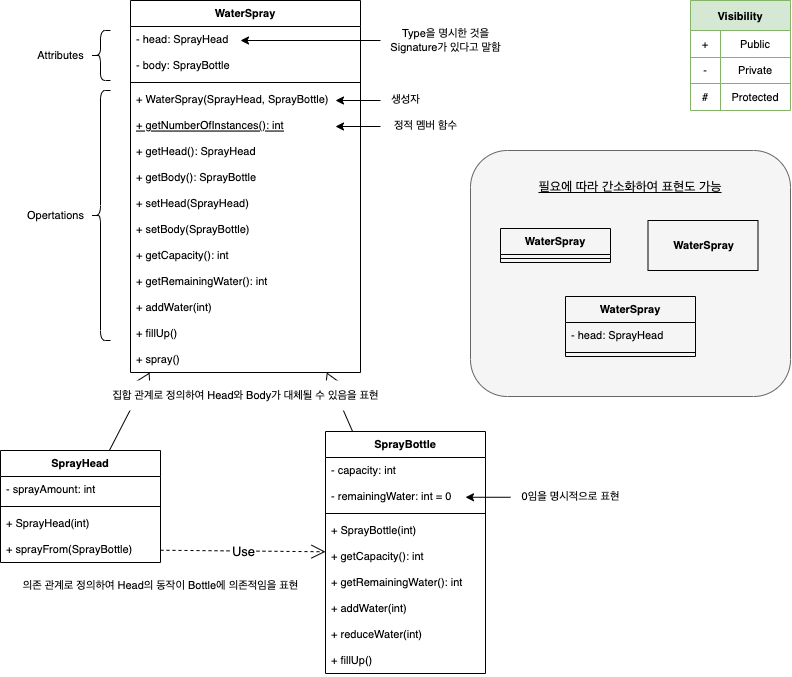 WaterSpray
Attributes
- head: SprayHead
- body: SprayBottle
Type을 명시한 것을
Signature가 있다고 말함
Opertations
+ WaterSpray(SprayHead, SprayBottle)
생성자
+ getNumberOfInstances(): int
정적 멤버 함수
+ getHead(): SprayHead
+ getBody(): SprayBottle
+ setHead(SprayHead)
+ setBody(SprayBottle)
+ getCapacity(): int
+ getRemainingWater(): int
+ addWater(int)
+ fillUp()
+ spray()
Visibility
+ Public
- Private
# Protected
필요에 따라 간소화하여 표현도 가능
WaterSpray
WaterSpray
WaterSpray
- head: SprayHead
집합 관계로 정의하여 Head와 Body가 대체될 수 있음을 표현
SprayHead
- sprayAmount: int
+ SprayHead(int)
+ sprayFrom(SprayBottle)
Use
의존 관계로 정의하여 Head의 동작이 Bottle에 의존적임을 표현
SprayBottle
- capacity: int
- remainingWater: int = 0
0임을 명시적으로 표현
+ SprayBottle(int)
+ getCapacity(): int
+ getRemainingWater(): int
+ addWater(int)
+ reduceWater(int)
+ fillUp()